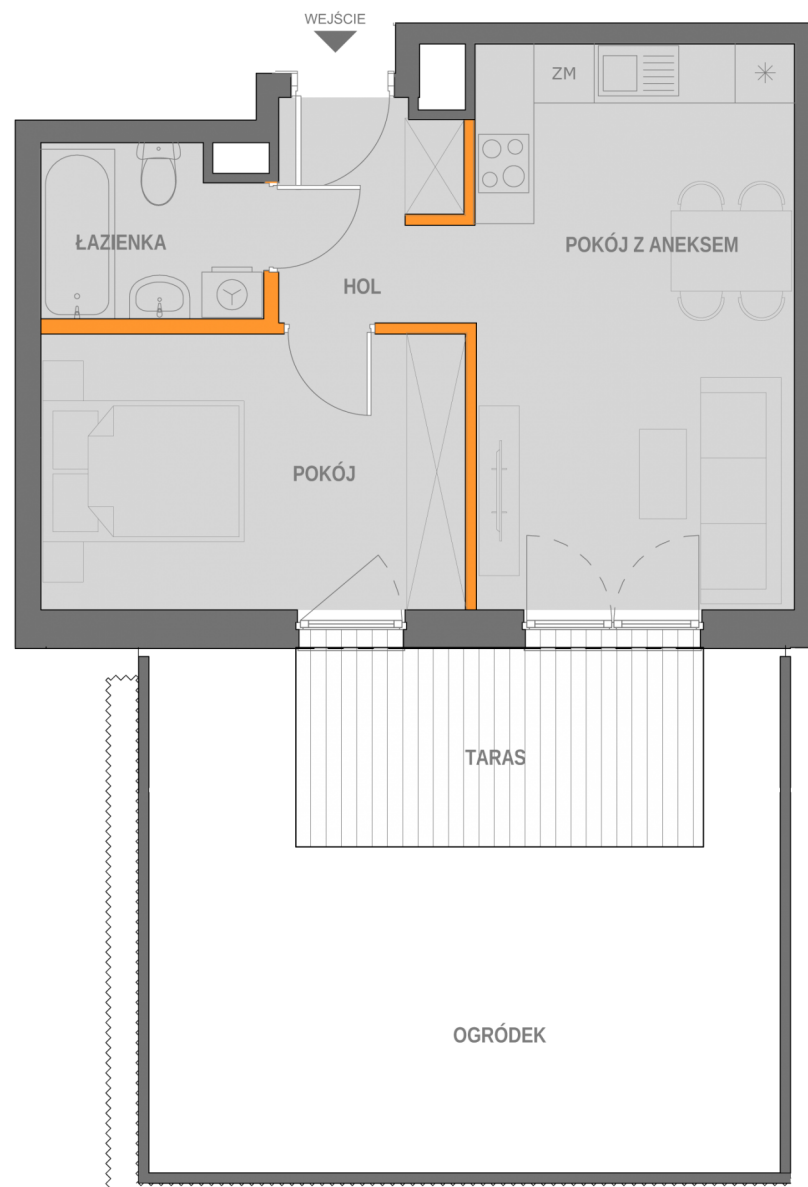 WEJŚCIE
ZM
ŁAZIENKA
POKÓJ Z ANEKSEM
HOL
POKÓJ
TARAS
OGRÓDEK